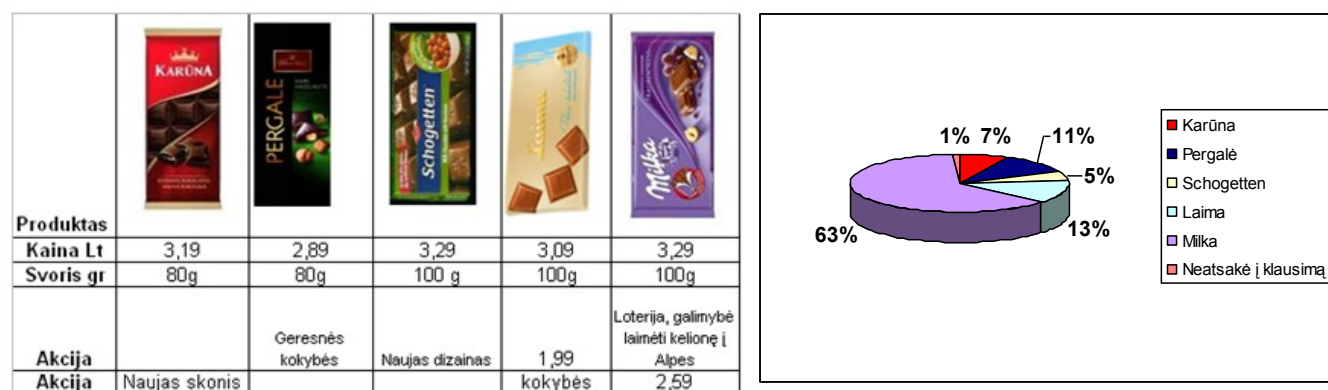 KARŪNA
PERGALĖ
Schogetten
Laima
Milka
Produktas
Kaina Lt 3,19 2,89 3,29 3,09 3,29
Svoris gr 80g 80g 100 g 100g 100g
Akcija Geresnės kokybės Naujas dizainas 1,99 Loterija, galimybė laimėti kelionę į Alpes
Akcija Naujas skonis kokybės 2,59
1% 7% 11%
5%
13%
63%
Karūna
Pergalė
Schogetten
Laima
Milka
Neatsakė į klausimą